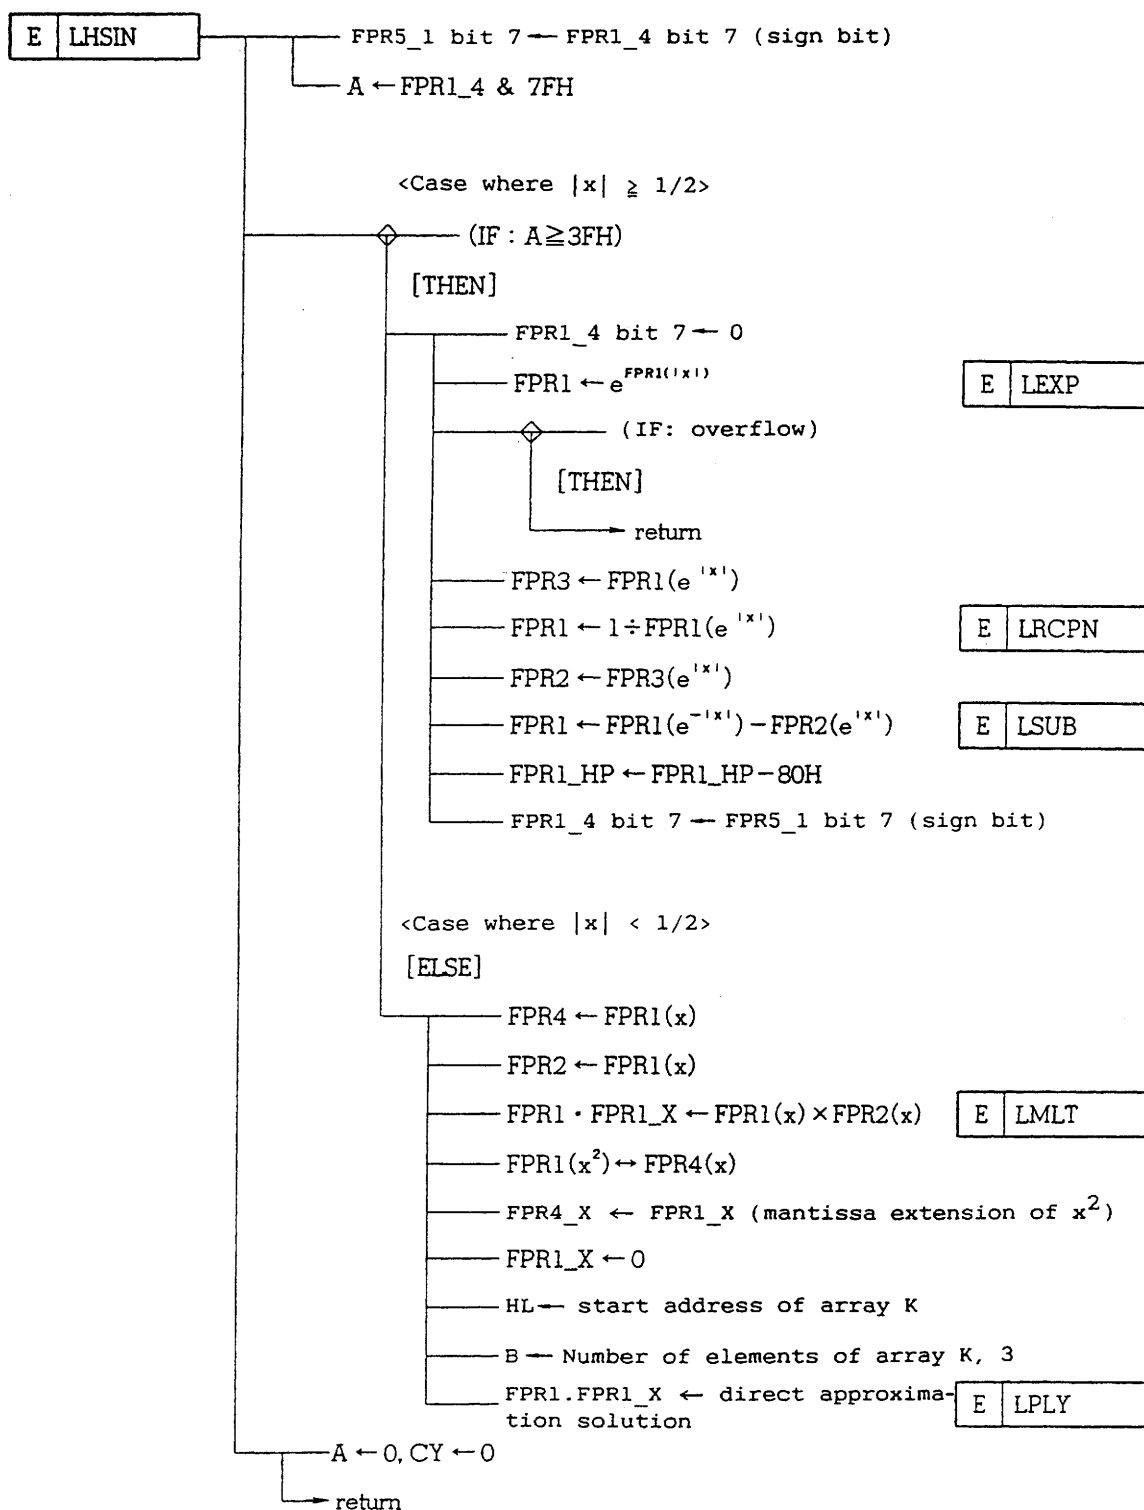 E LHSIN FPR5_1 bit 7 ← FPR1_4 bit 7 (sign bit)
A ← FPR1_4 & 7FH
<Case where |x| ≧ 1/2>
(IF : A≧3FH)
[THEN]
FPR1_4 bit 7 ← 0
FPR1 ← e^FPR1(|x|) E LEXP
(IF: overflow)
[THEN]
return
FPR3 ← FPR1(e^|x|)
FPR1 ← 1÷FPR1(e^|x|) E LRCPN
FPR2 ← FPR3(e^|x|)
FPR1 ← FPR1(e^-|x|) − FPR2(e^|x|) E LSUB
FPR1_HP ← FPR1_HP−80H
FPR1_4 bit 7 ← FPR5_1 bit 7 (sign bit)
<Case where |x| < 1/2>
[ELSE]
FPR4 ← FPR1(x)
FPR2 ← FPR1(x)
FPR1・FPR1_X ← FPR1(x)×FPR2(x) E LMLT
FPR1(x²)↔FPR4(x)
FPR4_X ← FPR1_X (mantissa extension of x²)
FPR1_X ← 0
HL ← start address of array K
B ← Number of elements of array K, 3
FPR1.FPR1_X ← direct approxima-
tion solution E LPLY
A ← 0, CY ← 0
return